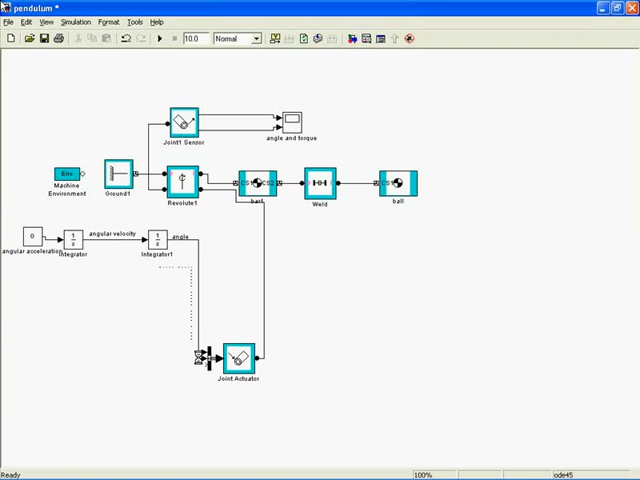 pendulum *
File Edit View Simulation Format Tools Help
10.0 Normal
angle and torque
Joint1 Sensor
Env
Machine
Environment
Ground1
Revolute1
CS1 CS2
bar1
Weld
CS1
ball
0
angular acceleration
1
s
Integrator
angular velocity
1
s
Integrator1
angle
Joint Actuator
Ready 100% ode45